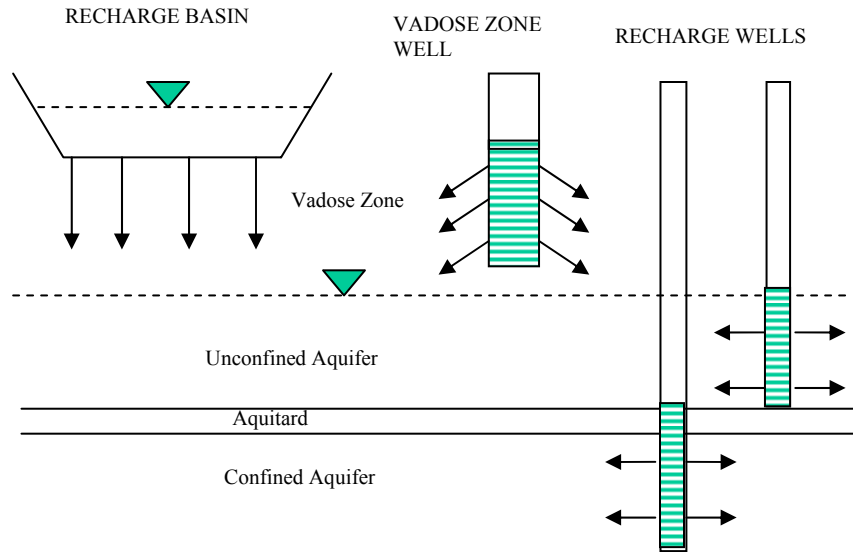 RECHARGE BASIN
VADOSE ZONE
WELL
RECHARGE WELLS
Vadose Zone
Unconfined Aquifer
Aquitard
Confined Aquifer